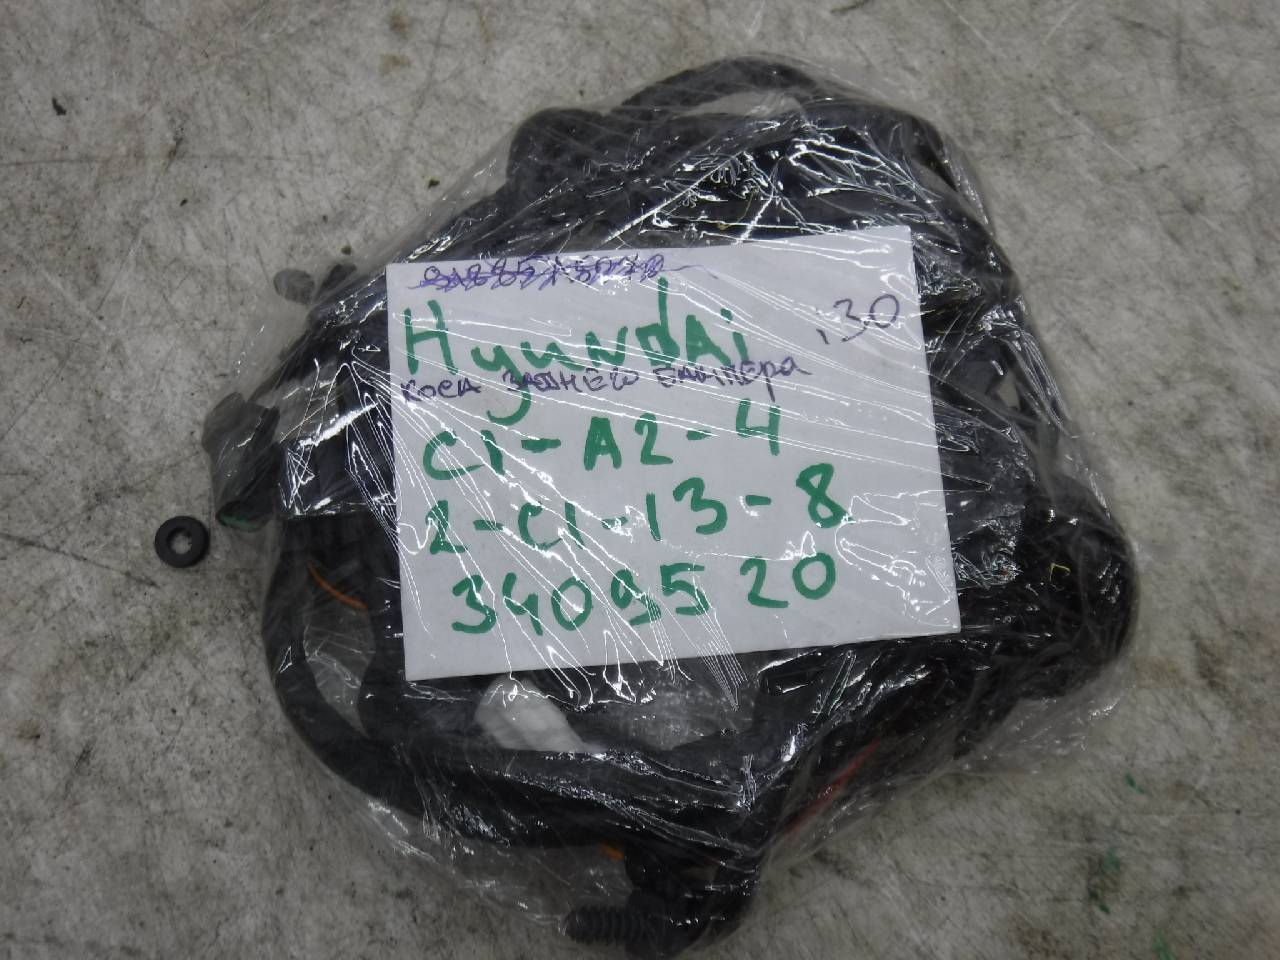 Hyundai i30
коса заднего бампера
C1-A2-4
2-C1-13-8
3409520